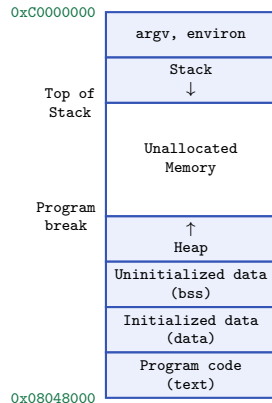 0xC0000000
argv, environ
Stack
↓
Top of
Stack
Unallocated
Memory
Program
break
↑
Heap
Uninitialized data
(bss)
Initialized data
(data)
Program code
(text)
0x08048000